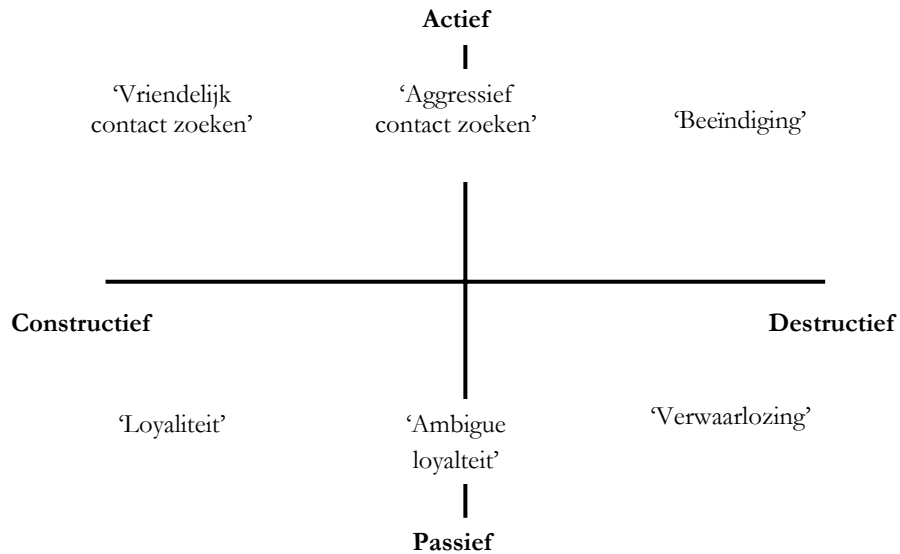 Actief
‘Vriendelijk
contact zoeken’
‘Aggressief
contact zoeken’
‘Beeïndiging’
Constructief
Destructief
‘Loyaliteit’
‘Ambigue
loyalteit’
‘Verwaarlozing’
Passief